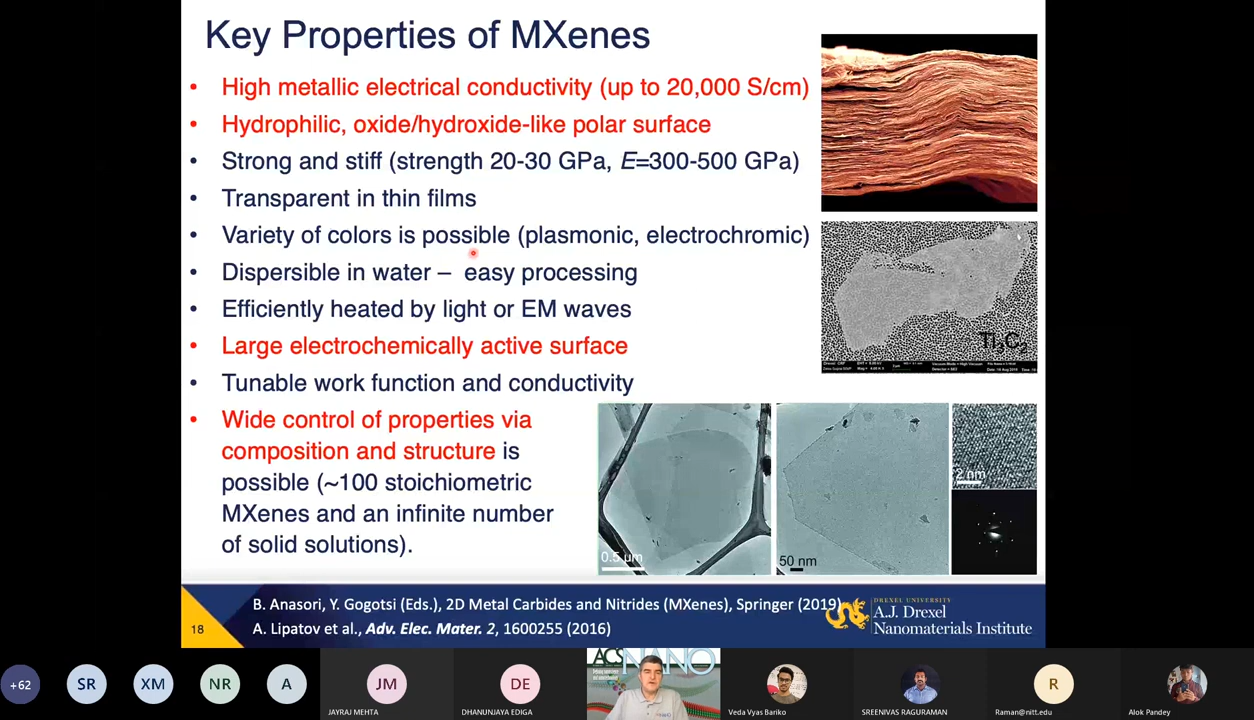 Key Properties of MXenes
• High metallic electrical conductivity (up to 20,000 S/cm)
• Hydrophilic, oxide/hydroxide-like polar surface
• Strong and stiff (strength 20-30 GPa, E=300-500 GPa)
• Transparent in thin films
• Variety of colors is possible (plasmonic, electrochromic)
• Dispersible in water – easy processing
• Efficiently heated by light or EM waves
• Large electrochemically active surface
• Tunable work function and conductivity
• Wide control of properties via
composition and structure is
possible (~100 stoichiometric
MXenes and an infinite number
of solid solutions).
Ti3C2
0.5 µm
50 nm
2 nm
B. Anasori, Y. Gogotsi (Eds.), 2D Metal Carbides and Nitrides (MXenes), Springer (2019)
A. Lipatov et al., Adv. Elec. Mater. 2, 1600255 (2016)
18
DREXEL UNIVERSITY
A.J. Drexel
Nanomaterials Institute
+62
SR
XM
NR
A
JM
JAYRAJ MEHTA
DE
DHANUNJAYA EDIGA
ACS NANO
Veda Vyas Bariko
SREENIVAS RAGURAMAN
R
Raman@nitt.edu
Alok Pandey